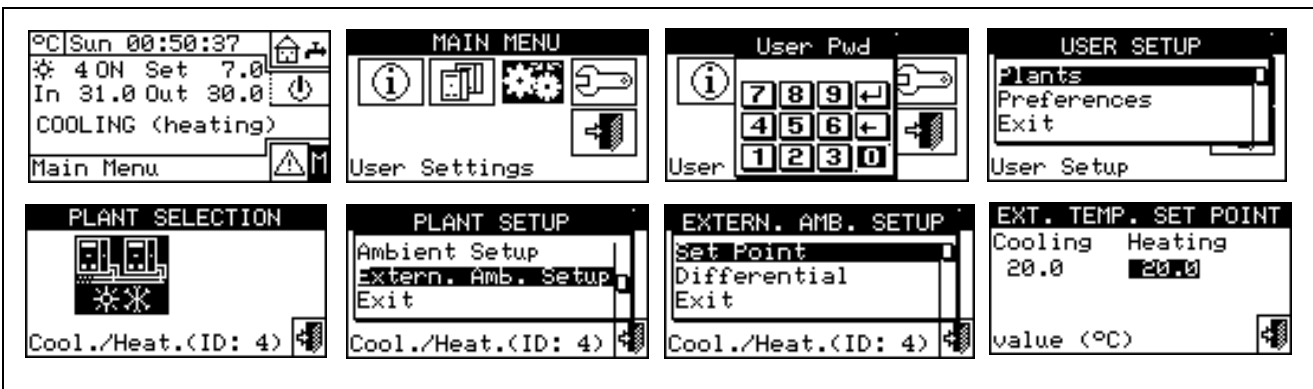 ºC Sun 00:50:37
4 ON Set 7.0
In 31.0 Out 30.0
COOLING (heating)
Main Menu M
MAIN MENU
User Settings
User Pwd
7 8 9
4 5 6
1 2 3 0
User
USER SETUP
Plants
Preferences
Exit
User Setup
PLANT SELECTION
Cool./Heat.(ID: 4)
PLANT SETUP
Ambient Setup
Extern. Amb. Setup
Exit
Cool./Heat.(ID: 4)
EXTERN. AMB. SETUP
Set Point
Differential
Exit
Cool./Heat.(ID: 4)
EXT. TEMP. SET POINT
Cooling Heating
20.0 20.0
value (ºC)